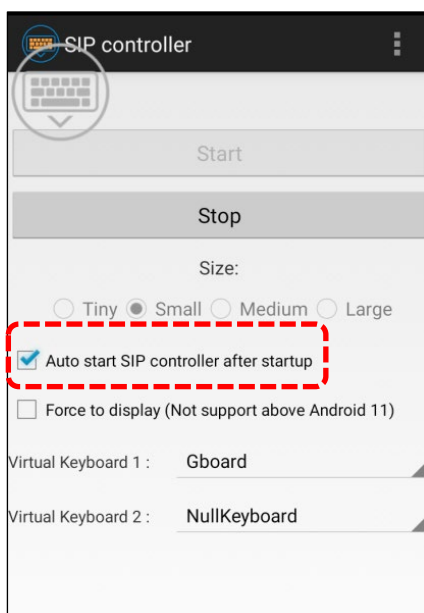 SIP controller
Start
Stop
Size:
Tiny Small Medium Large
Auto start SIP controller after startup
Force to display (Not support above Android 11)
Virtual Keyboard 1 : Gboard
Virtual Keyboard 2 : NullKeyboard